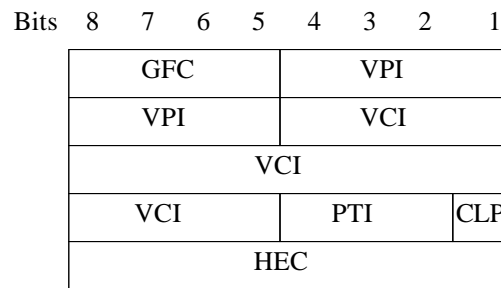 Bits 8 7 6 5 4 3 2 1
GFC VPI
VPI VCI
VCI
VCI PTI CLP
HEC